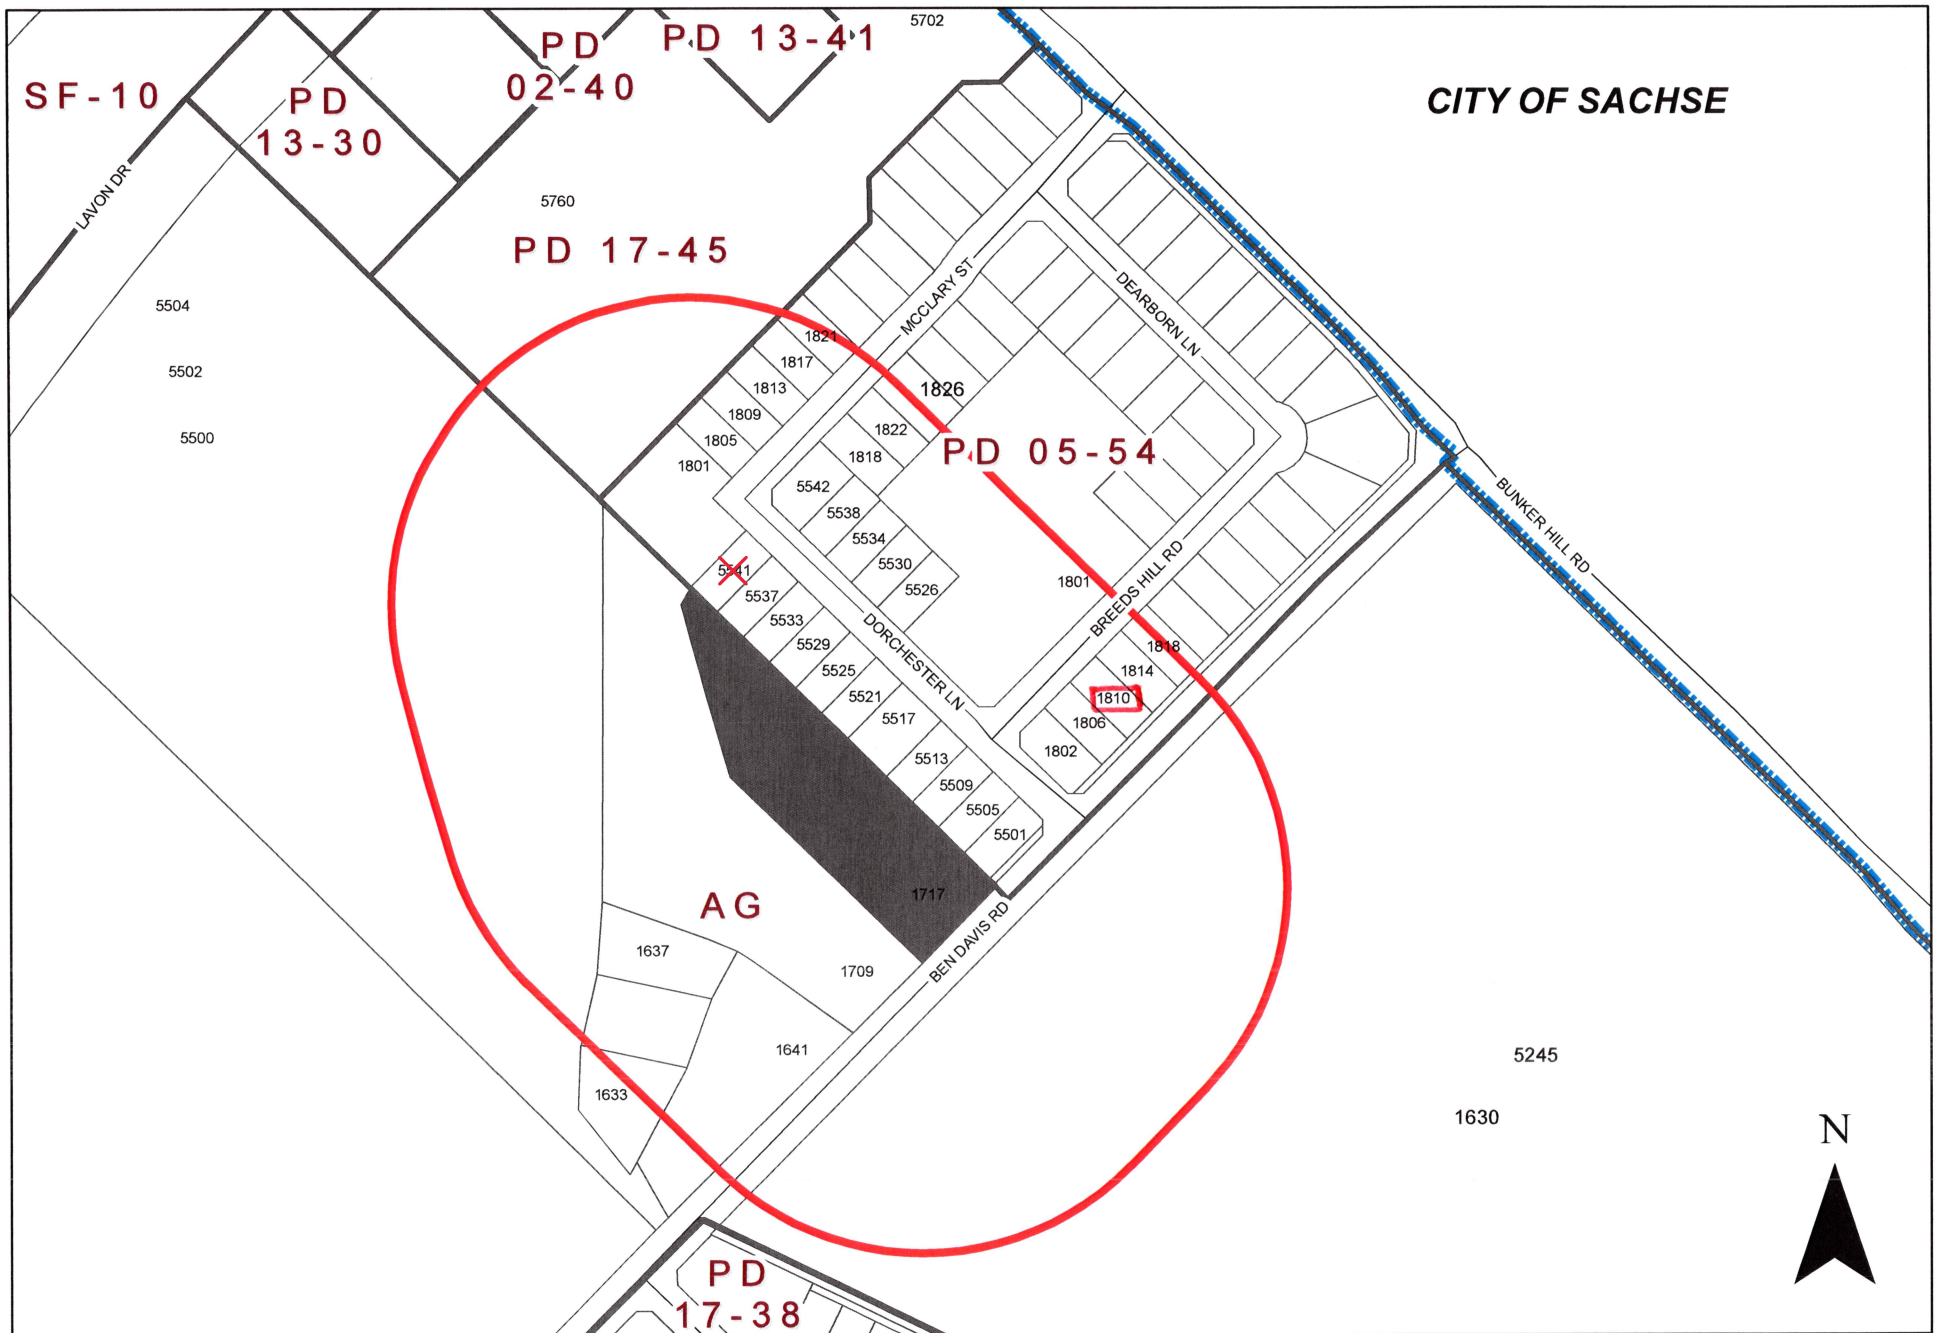 5702
PD 13-41
PD
02-40
SF-10
PD
13-30
CITY OF SACHSE
LAVON DR
5760
PD 17-45
5504
5502
5500
MCCLARY ST
DEARBORN LN
1821
1817
1813
1809
1805
1801
1826
1822
1818
PD 05-54
5542
5538
5534
5530
5526
BUNKER HILL RD
1801
BREEDS HILL RD
5541
5537
5533
5529
5525
5521
5517
5513
5509
5505
5501
DORCHESTER LN
1818
1814
1810
1806
1802
1717
AG
BEN DAVIS RD
1637
1709
1641
1633
5245
1630
N
PD
17-38